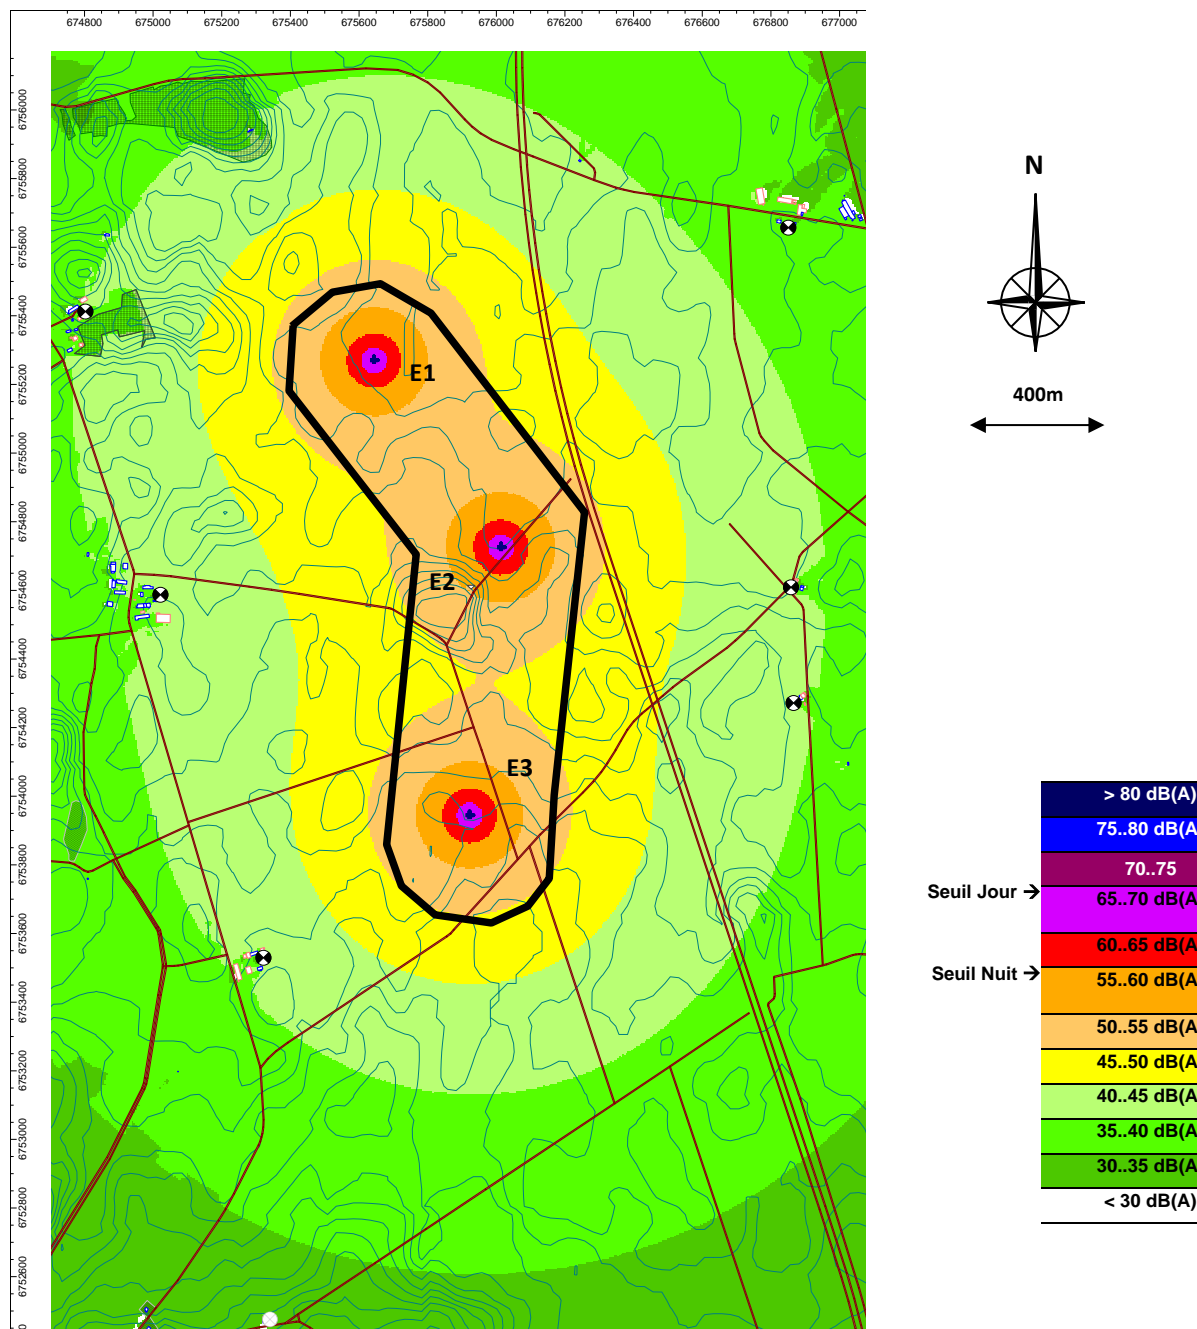 674800 675000 675200 675400 675600 675800 676000 676200 676400 676600 676800 677000
6756000
6755800
6755600
6755400
6755200
6755000
6754800
6754600
6754400
6754200
6754000
6753800
6753600
6753400
6753200
6753000
6752800
6752600
0
E1
E2
E3
N
400m
> 80 dB(A)
75..80 dB(A
70..75
Seuil Jour →
65..70 dB(A
60..65 dB(A
Seuil Nuit →
55..60 dB(A
50..55 dB(A
45..50 dB(A
40..45 dB(A
35..40 dB(A
30..35 dB(A
< 30 dB(A)